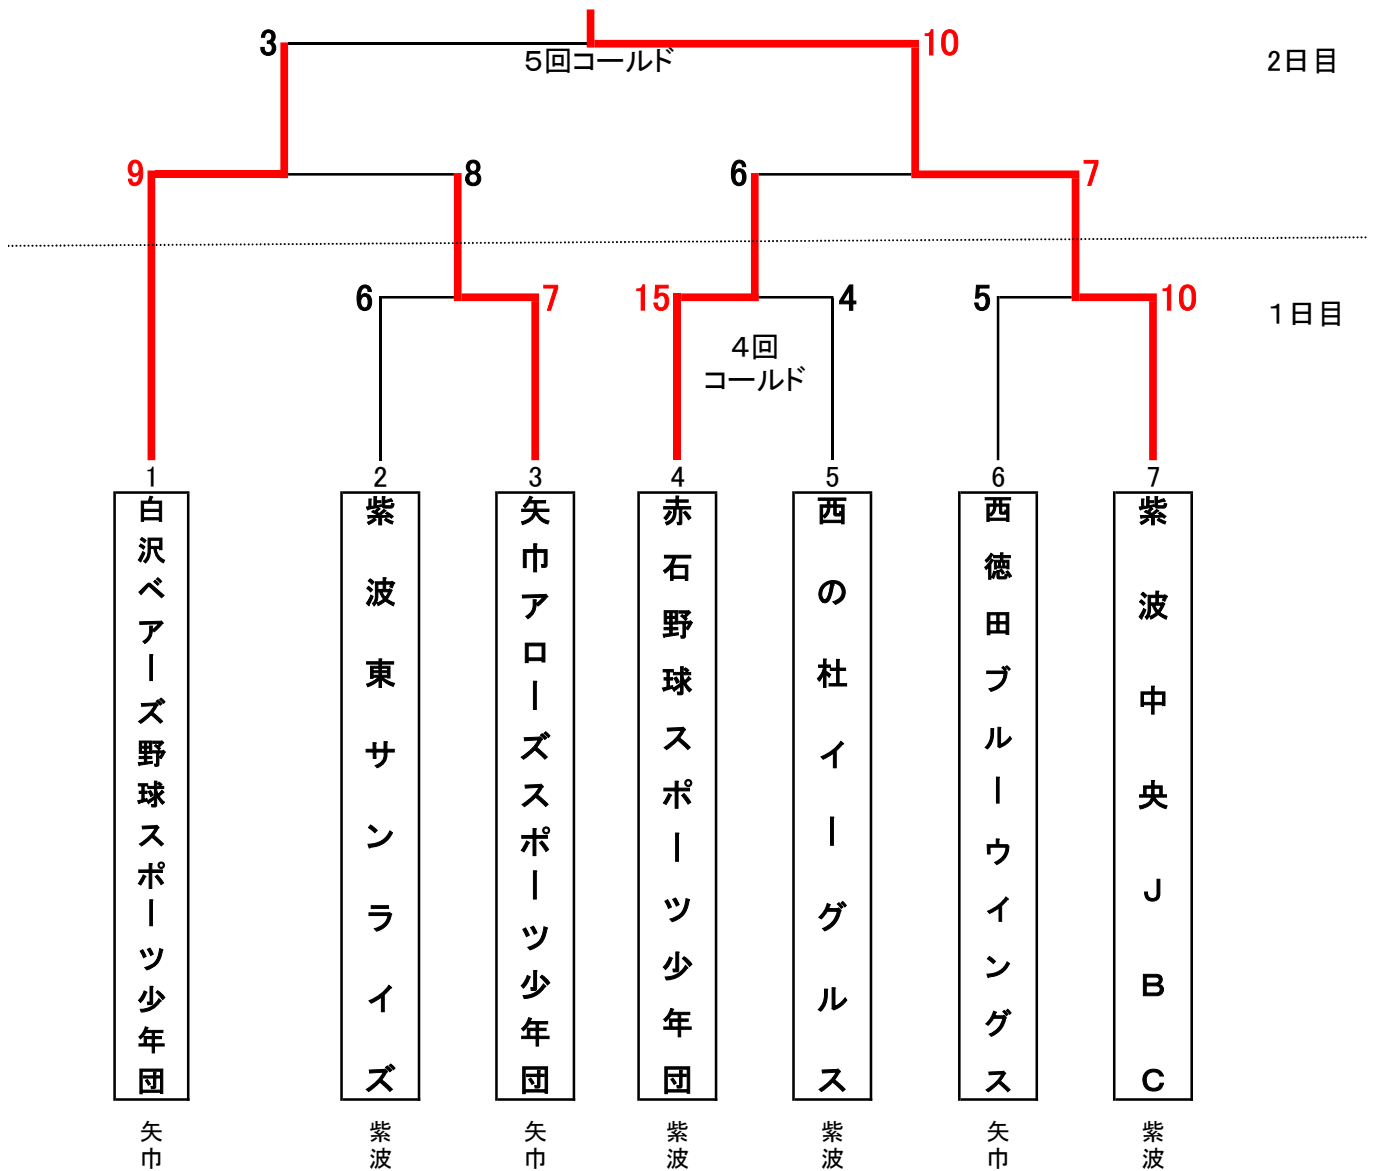 3
10
5回コールド
2日目
9
8
6
7
6
7
15
4
5
10
1日目
4回
コールド
1
2
3
4
5
6
7
白沢ベアーズ野球スポーツ少年団
紫波東サンライズ
矢巾アローズスポーツ少年団
赤石野球スポーツ少年団
西の杜イーグルス
西徳田ブルーウイングス
紫波中央JBC
矢巾
紫波
矢巾
紫波
紫波
矢巾
紫波